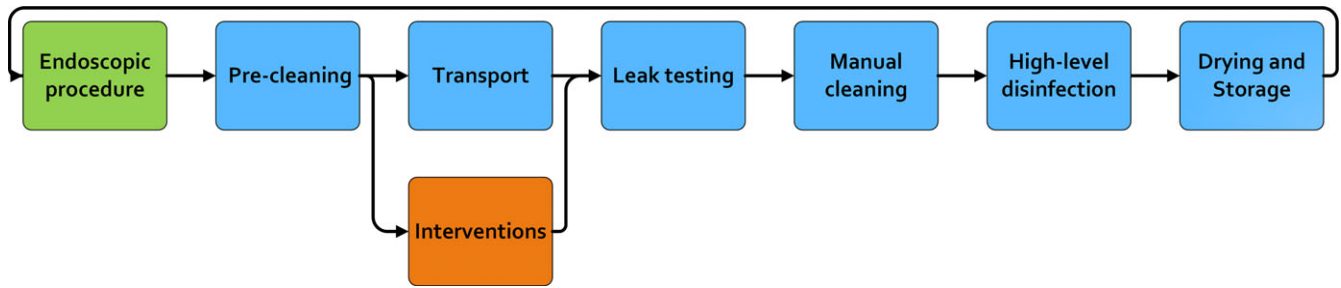 Endoscopic
procedure
Pre-cleaning
Transport
Leak testing
Manual
cleaning
High-level
disinfection
Drying and
Storage
Interventions